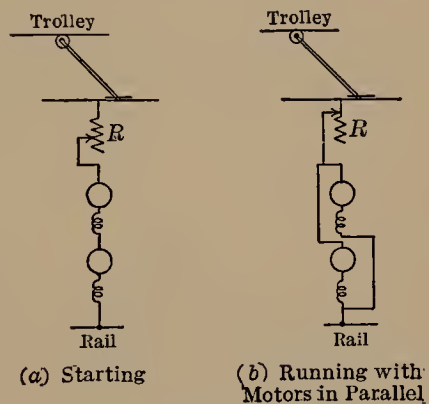 Trolley
R
Rail
(a) Starting
Trolley
R
Rail
(b) Running with
Motors in Parallel